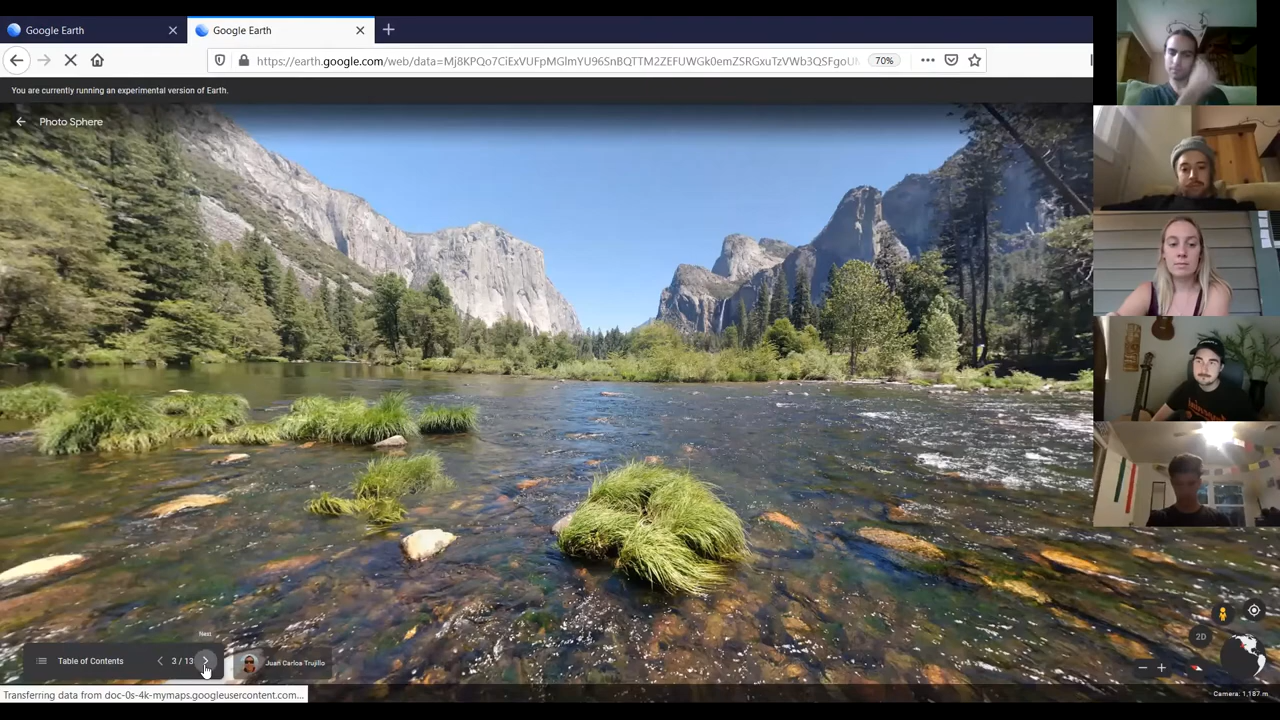 Google Earth
Google Earth
https://earth.google.com/web/data=Mj8KPQo7CiExVUFpMGlmYU96SnBQTTM2ZEFUWGk0emZSRGxuTzVWb3QSFgoU
70%
You are currently running an experimental version of Earth.
Photo Sphere
Next
Table of Contents
3 / 13
Juan Carlos Trujillo
2D
Transferring data from doc-0s-4k-mymaps.googleusercontent.com...
Camera: 1,187 m